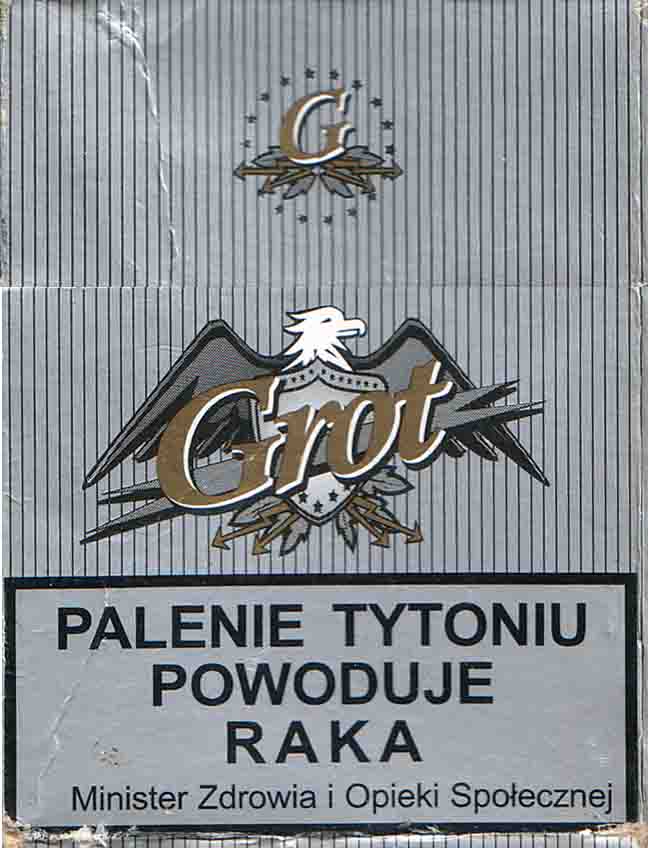 G
Grot
PALENIE TYTONIU
POWODUJE
RAKA
Minister Zdrowia i Opieki Społecznej